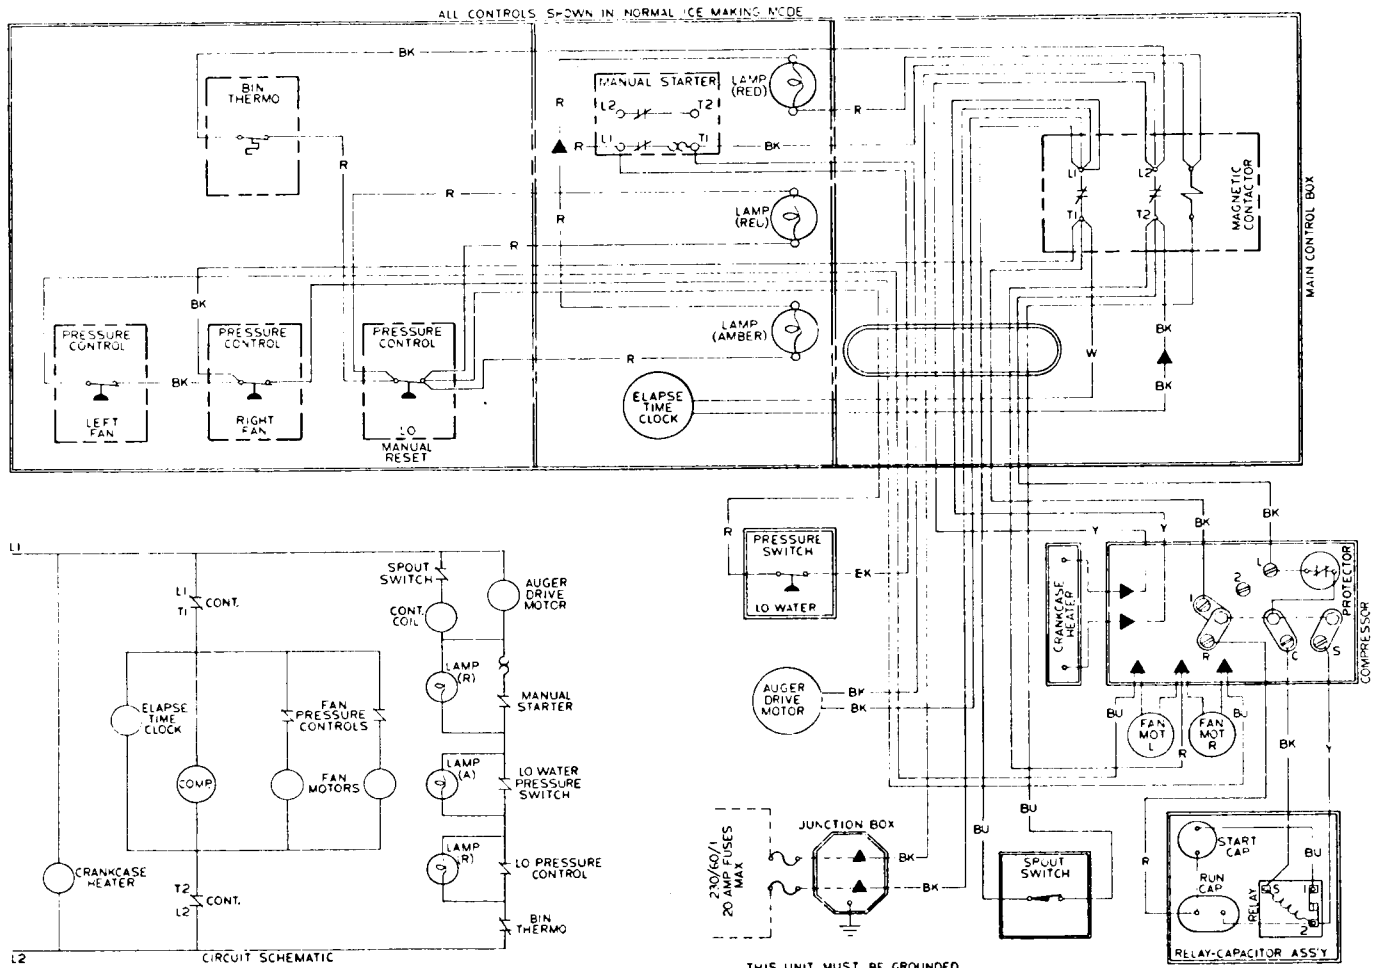 ALL CONTROLS SHOWN IN NORMAL ICE MAKING MODE
BK
BIN
THERMO
R
MANUAL STARTER
L2
T2
L1
T1
R
R
BK
LAMP
(RED)
R
R
R
R
LAMP
(RED)
L1
L2
T1
T2
MAGNETIC
CONTACTOR
MAIN CONTROL BOX
BK
PRESSURE
CONTROL
BK
LEFT
FAN
PRESSURE
CONTROL
RIGHT
FAN
PRESSURE
CONTROL
LO
MANUAL
RESET
LAMP
(AMBER)
R
ELAPSE
TIME
CLOCK
BK
W
BK
R
PRESSURE
SWITCH
LO WATER
BK
Y
Y
BK
BK
CRANKCASE
HEATER
L
2
1
R
C
S
PROTECTOR
COMPRESSOR
AUGER
DRIVE
MOTOR
BK
BK
BU
FAN
MOT
L
R
FAN
MOT
R
BU
BK
Y
230/60/1
20 AMP FUSES
MAX
JUNCTION BOX
BK
BK
BU
BU
SPOUT
SWITCH
R
START
CAP
BU
RUN
CAP
RELAY
S
1
2
RELAY-CAPACITOR ASS'Y
L1
L1
T1
CONT.
SPOUT
SWITCH
CONT.
COIL
AUGER
DRIVE
MOTOR
LAMP
(R)
MANUAL
STARTER
ELAPSE
TIME
CLOCK
FAN
PRESSURE
CONTROLS
COMP.
FAN
MOTORS
LAMP
(A)
LO WATER
PRESSURE
SWITCH
LAMP
(R)
LO PRESSURE
CONTROL
CRANKCASE
HEATER
T2
L2
CONT.
BIN
THERMO
L2
CIRCUIT SCHEMATIC
THIS UNIT MUST BE GROUNDED